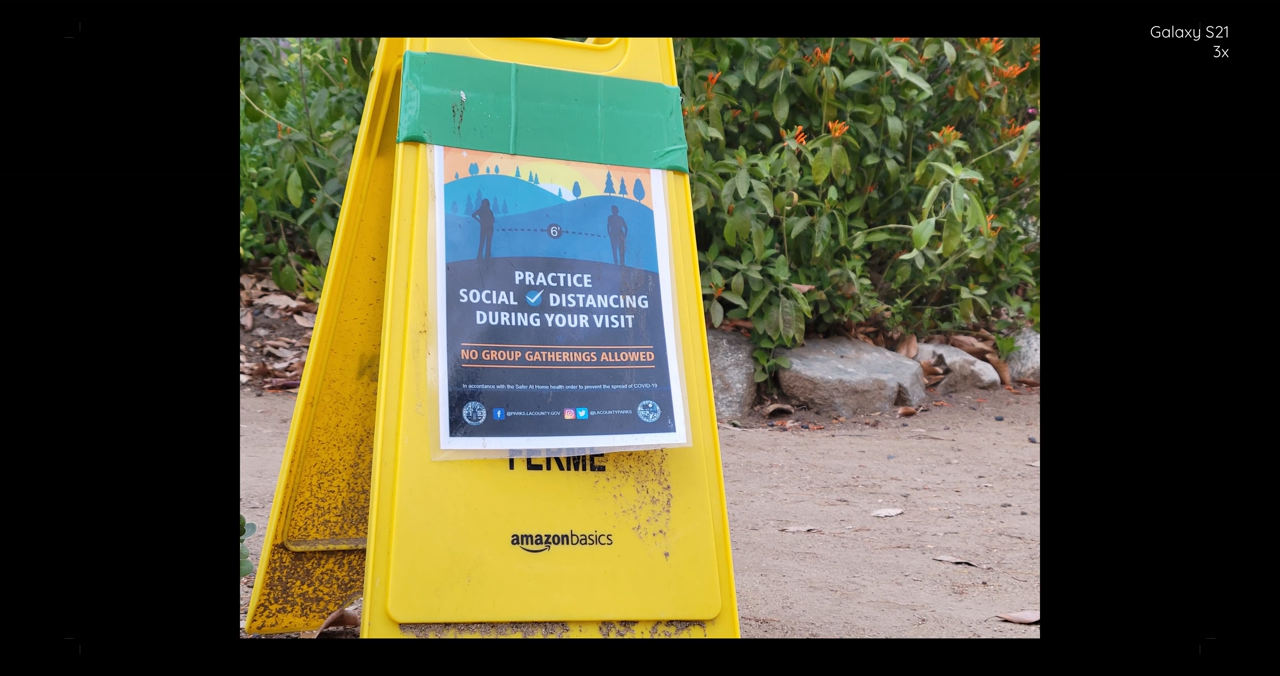 Galaxy S21
3x
6'
PRACTICE
SOCIAL DISTANCING
DURING YOUR VISIT
NO GROUP GATHERINGS ALLOWED
In accordance with the Safer At Home health order to prevent the spread of COVID-19
@PARKS.LACOUNTY.GOV @LACOUNTYPARKS
FERMÉ
amazonbasics